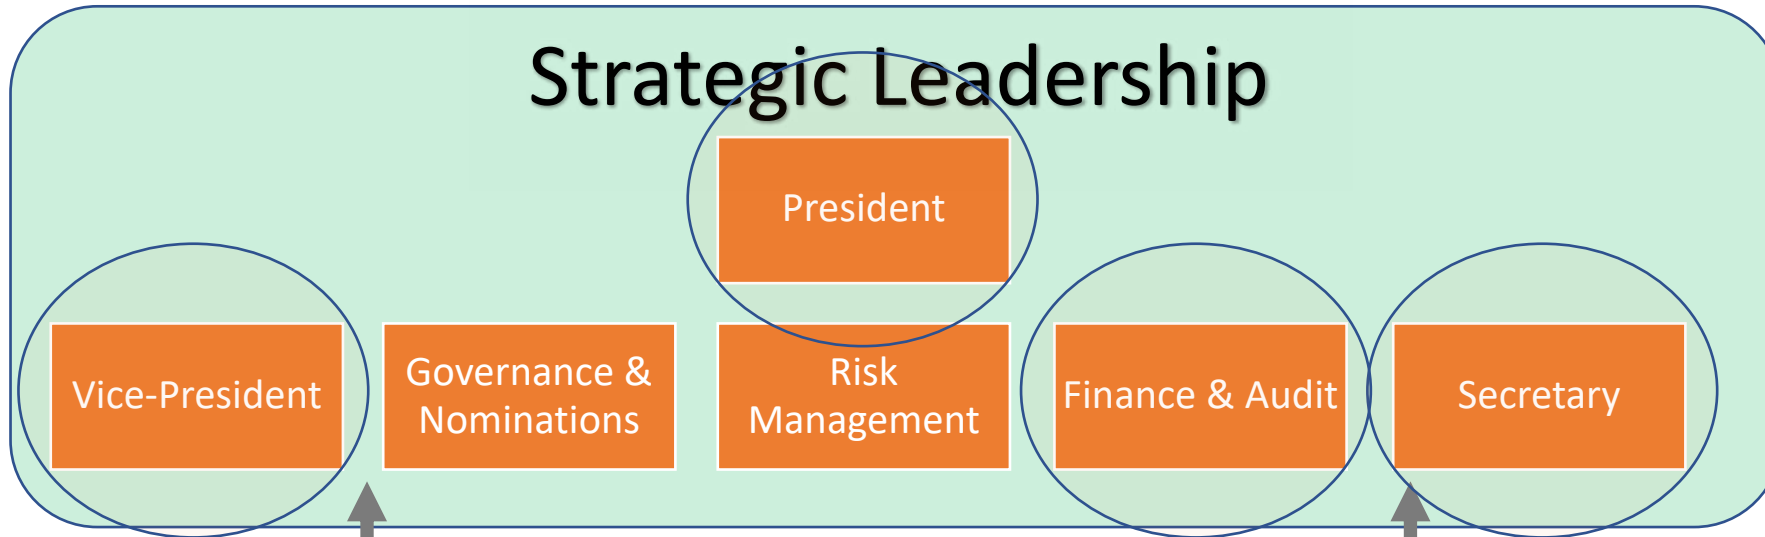 Strategic Leadership
President
Vice-President
Governance &
Nominations
Risk
Management
Finance & Audit
Secretary